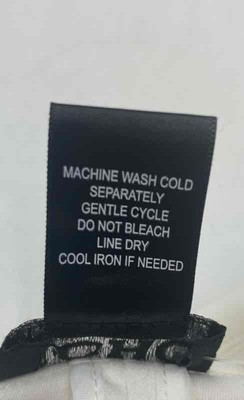 MACHINE WASH COLD
SEPARATELY
GENTLE CYCLE
DO NOT BLEACH
LINE DRY
COOL IRON IF NEEDED